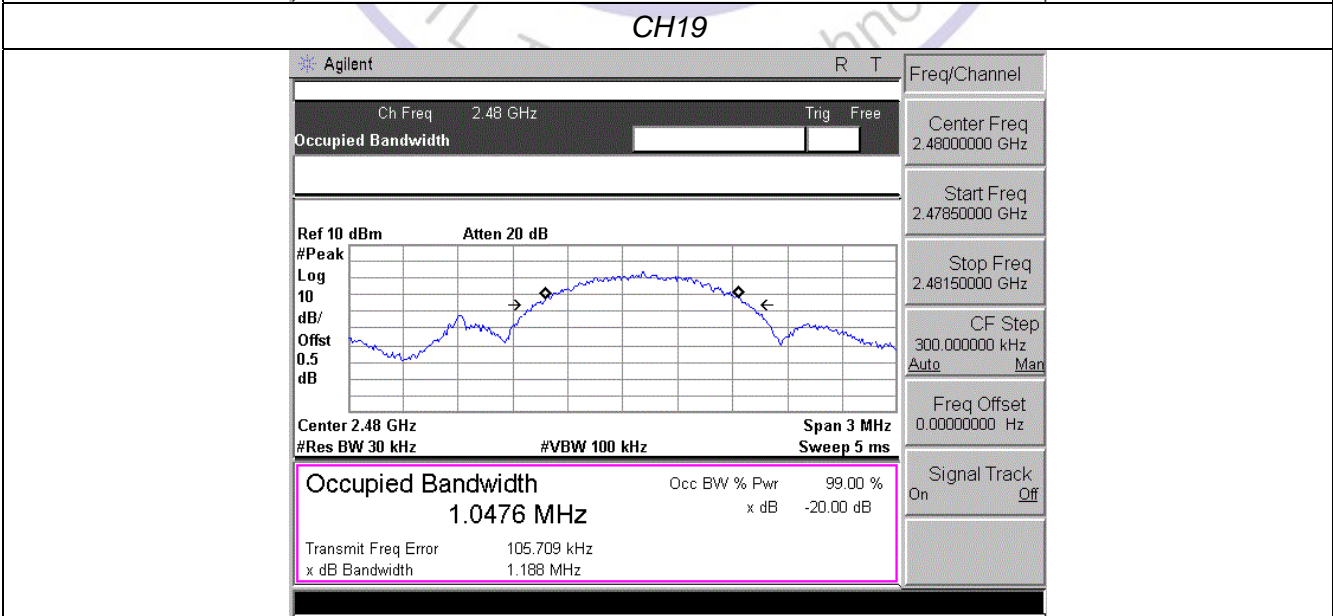 CH19
Agilent R T
Freq/Channel
Ch Freq 2.48 GHz Trig Free
Occupied Bandwidth
Center Freq
2.48000000 GHz
Start Freq
2.47850000 GHz
Stop Freq
2.48150000 GHz
CF Step
300.000000 kHz
Auto Man
Freq Offset
0.00000000 Hz
Signal Track
On Off
Ref 10 dBm Atten 20 dB
#Peak
Log
10
dB/
Offst
0.5
dB
Center 2.48 GHz Span 3 MHz
#Res BW 30 kHz #VBW 100 kHz Sweep 5 ms
Occupied Bandwidth
1.0476 MHz
Occ BW % Pwr 99.00 %
x dB -20.00 dB
Transmit Freq Error 105.709 kHz
x dB Bandwidth 1.188 MHz